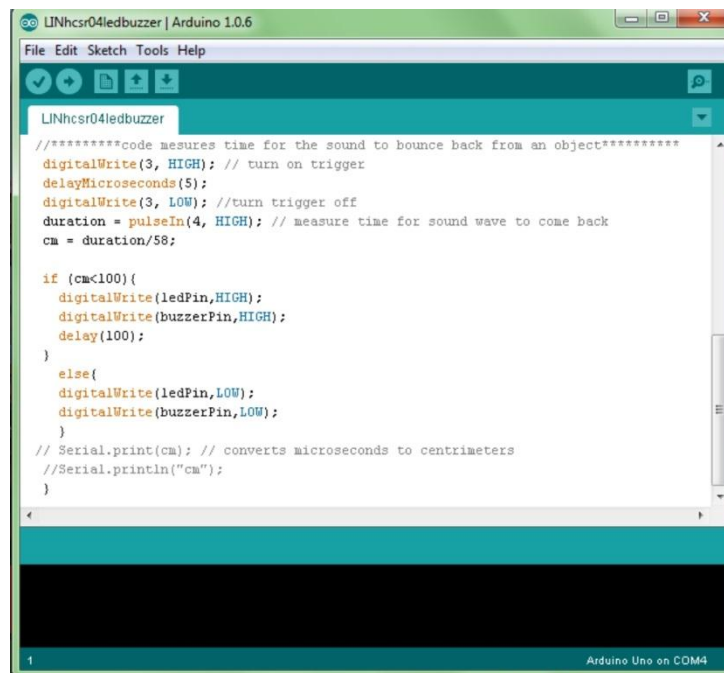 LINhcsr04ledbuzzer | Arduino 1.0.6
File Edit Sketch Tools Help
LINhcsr04ledbuzzer
//*********code mesures time for the sound to bounce back from an object**********
digitalWrite(3, HIGH); // turn on trigger
delayMicroseconds(5);
digitalWrite(3, LOW); //turn trigger off
duration = pulseIn(4, HIGH); // measure time for sound wave to come back
cm = duration/58;
if (cm<100){
digitalWrite(ledPin,HIGH);
digitalWrite(buzzerPin,HIGH);
delay(100);
}
else{
digitalWrite(ledPin,LOW);
digitalWrite(buzzerPin,LOW);
}
// Serial.print(cm); // converts microseconds to centrimeters
//Serial.println("cm");
}
1 Arduino Uno on COM4